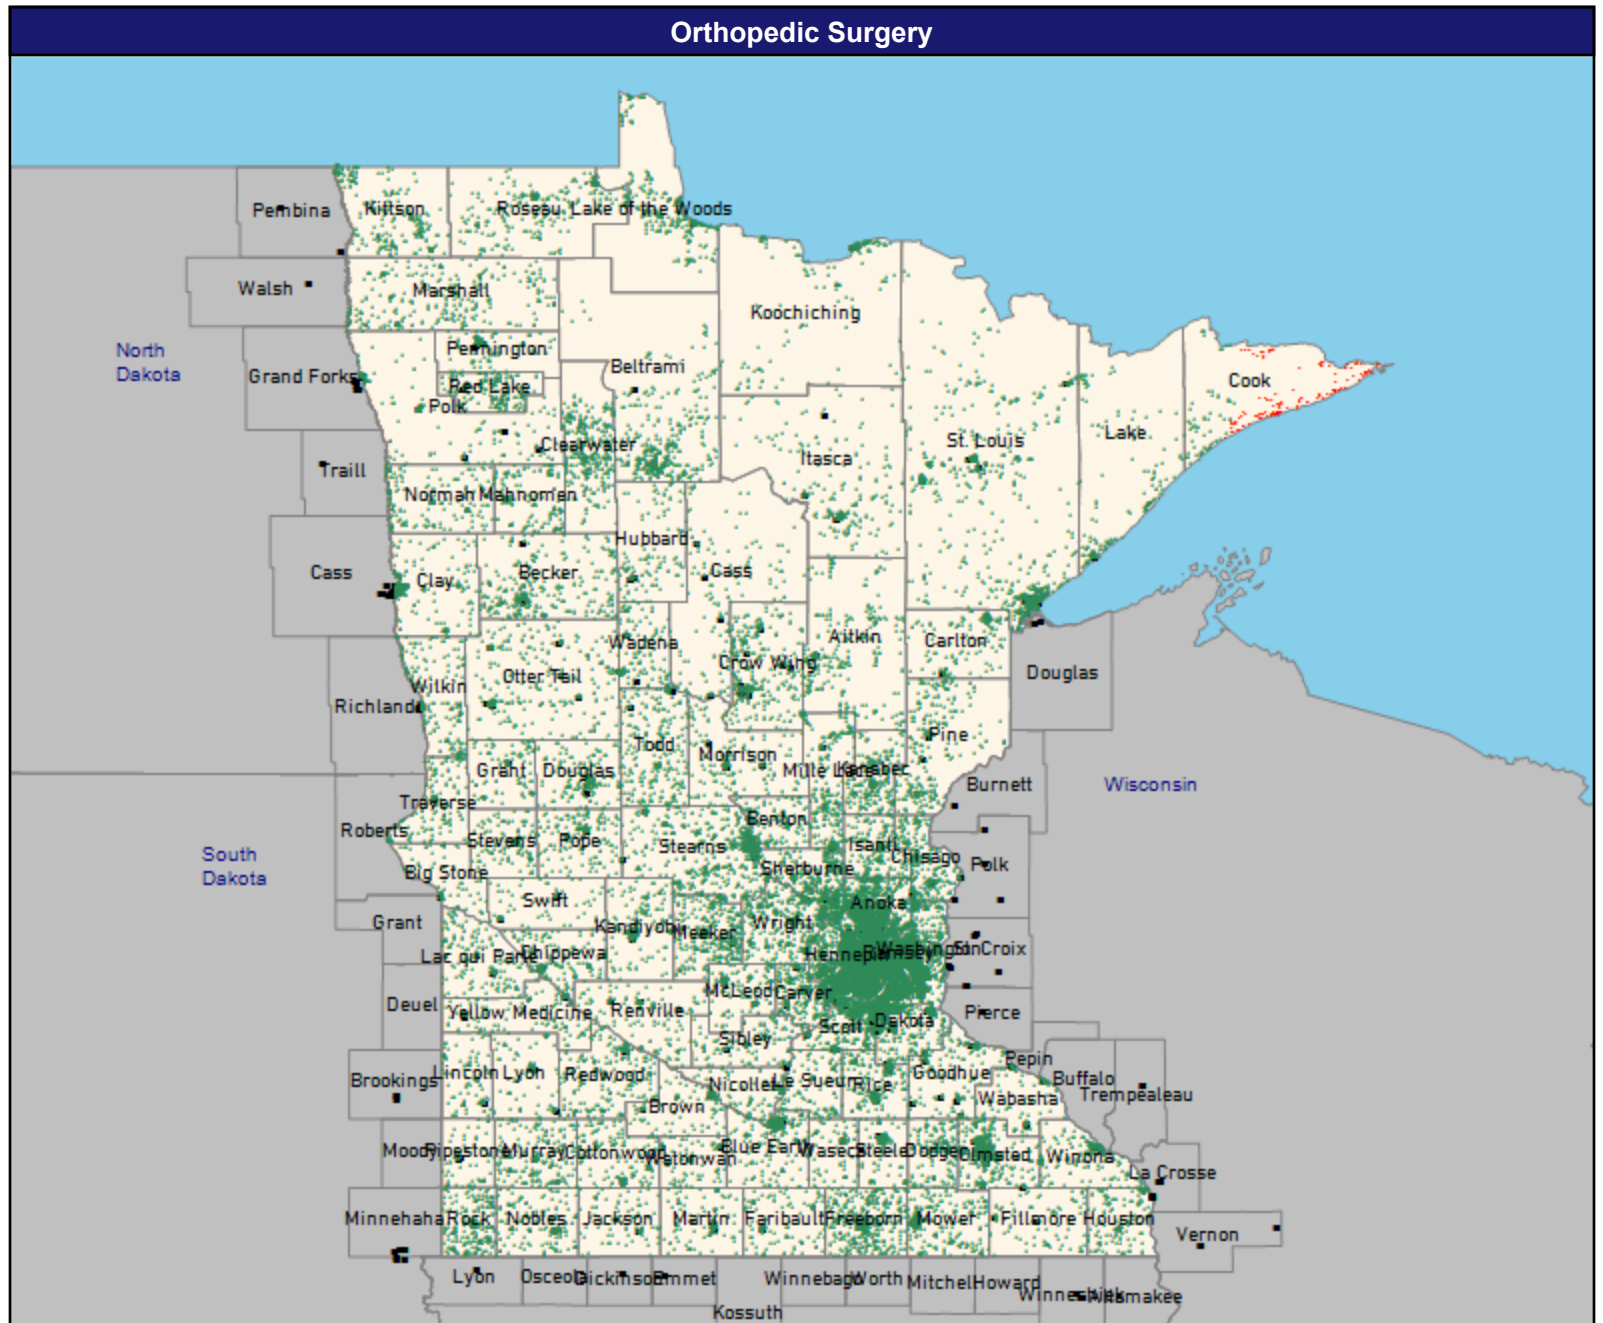 Orthopedic Surgery
Pembina
Kittson
Roseau
Lake of the Woods
Walsh
Marshall
Koochiching
North
Dakota
Pennington
Grand Forks
Red Lake
Beltrami
Cook
Polk
Clearwater
St. Louis
Lake
Traill
Itasca
Norman
Mahnomen
Hubbard
Cass
Clay
Becker
Cass
Wadena
Aitkin
Carlton
Crow Wing
Otter Tail
Douglas
Wilkin
Richland
Todd
Pine
Morrison
Grant
Douglas
Mille Lacs
Kanabec
Burnett
Wisconsin
Traverse
Roberts
Benton
Stevens
Pope
Stearns
Isanti
Chisago
South
Dakota
Big Stone
Sherburne
Polk
Swift
Anoka
Grant
Kandiyohi
Meeker
Wright
Lac qui Parle
Chippewa
Hennepin
Ramsey
Washington
St. Croix
McLeod
Carver
Deuel
Yellow Medicine
Renville
Pierce
Scott
Dakota
Sibley
Pepin
Brookings
Lincoln
Lyon
Redwood
Nicollet
Le Sueur
Rice
Goodhue
Buffalo
Trempealeau
Wabasha
Brown
Moody
Pipestone
Murray
Cottonwood
Watonwan
Blue Earth
Waseca
Steele
Dodge
Olmsted
Winona
La Crosse
Minnehaha
Rock
Nobles
Jackson
Martin
Faribault
Freeborn
Mower
Fillmore
Houston
Vernon
Lyon
Osceola
Dickinson
Emmet
Winnebago
Worth
Mitchell
Howard
Winneshiek
Allamakee
Kossuth